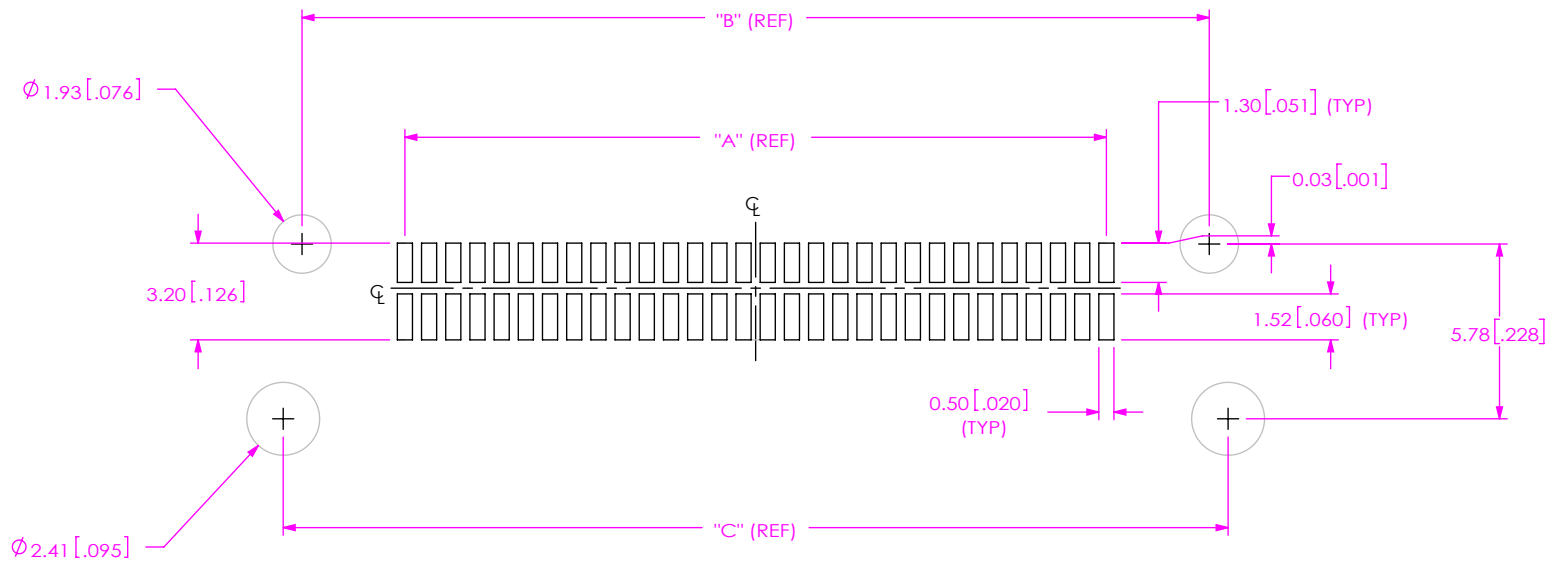 "B" (REF)
Ø1.93[.076]
1.30[.051] (TYP)
"A" (REF)
0.03[.001]
℄
3.20[.126]
℄
1.52[.060] (TYP)
5.78[.228]
0.50[.020]
(TYP)
"C" (REF)
Ø2.41[.095]